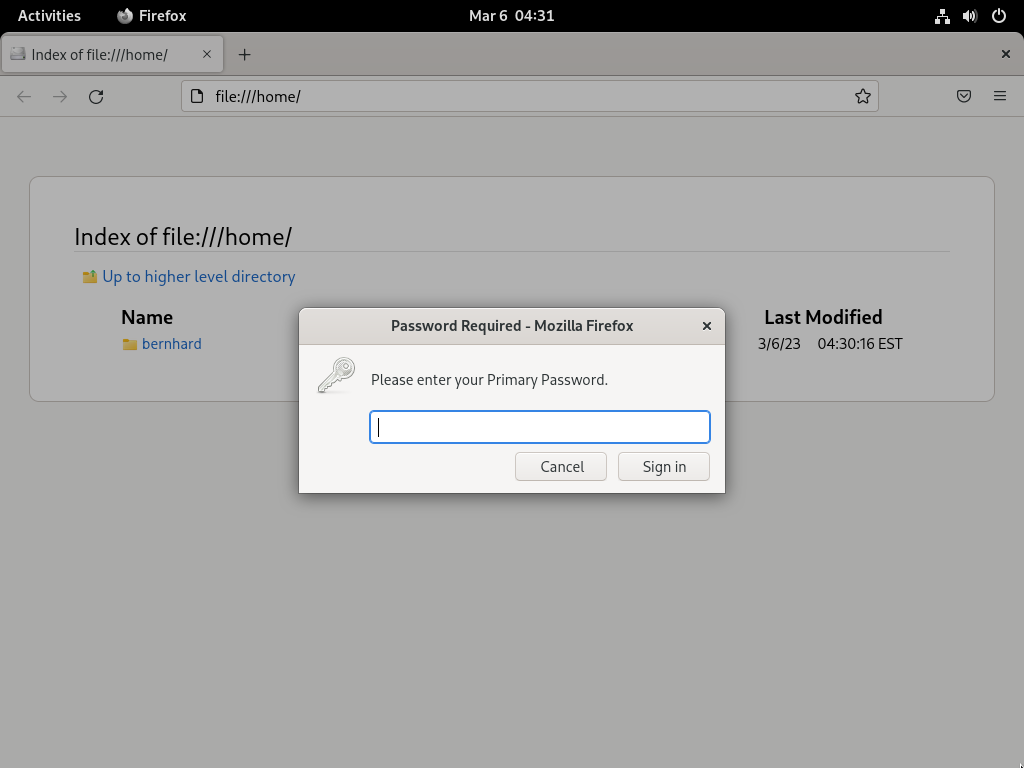 Activities Firefox Mar 6 04:31
Index of file:///home/
file:///home/
Index of file:///home/
Up to higher level directory
Name Last Modified
bernhard 3/6/23 04:30:16 EST
Password Required - Mozilla Firefox
Please enter your Primary Password.
Cancel Sign in